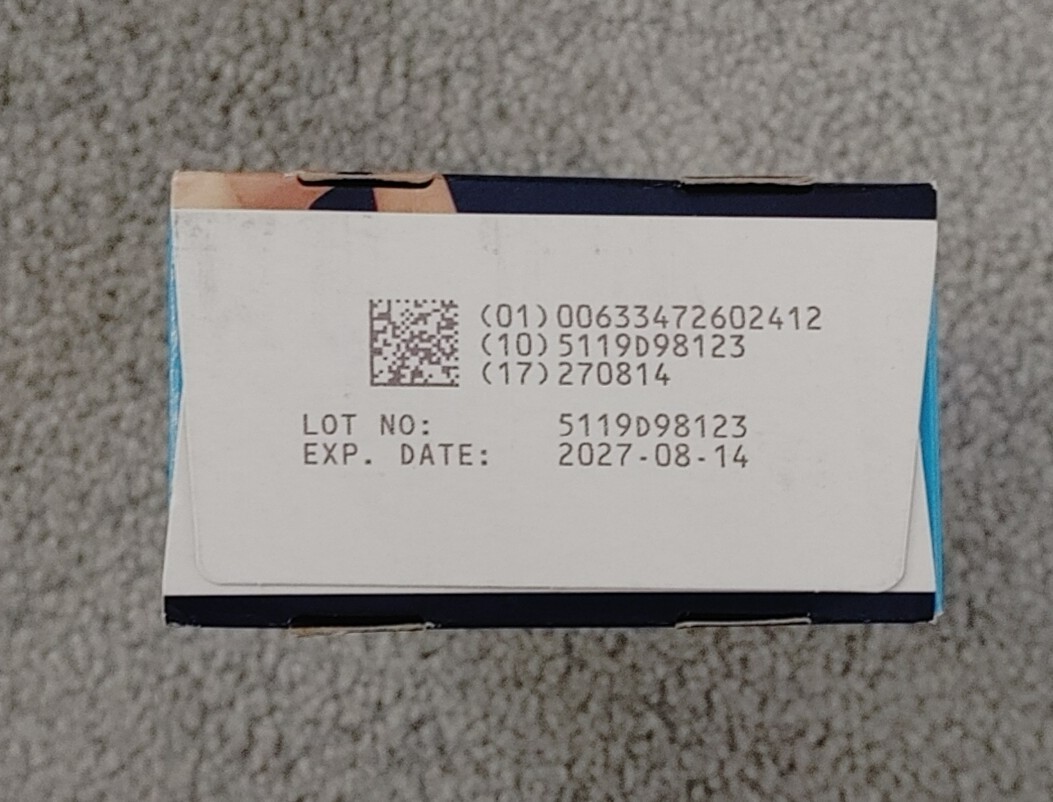 (01)00633472602412
(10)5119D98123
(17)270814
LOT NO: 5119D98123
EXP. DATE: 2027-08-14